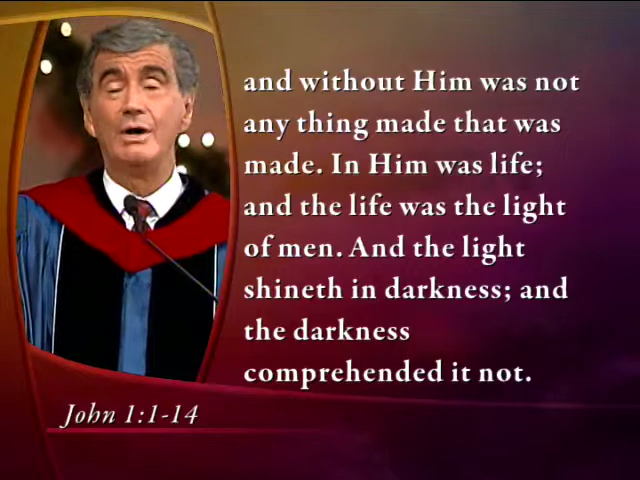 and without Him was not
any thing made that was
made. In Him was life;
and the life was the light
of men. And the light
shineth in darkness; and
the darkness
comprehended it not.
John 1:1-14